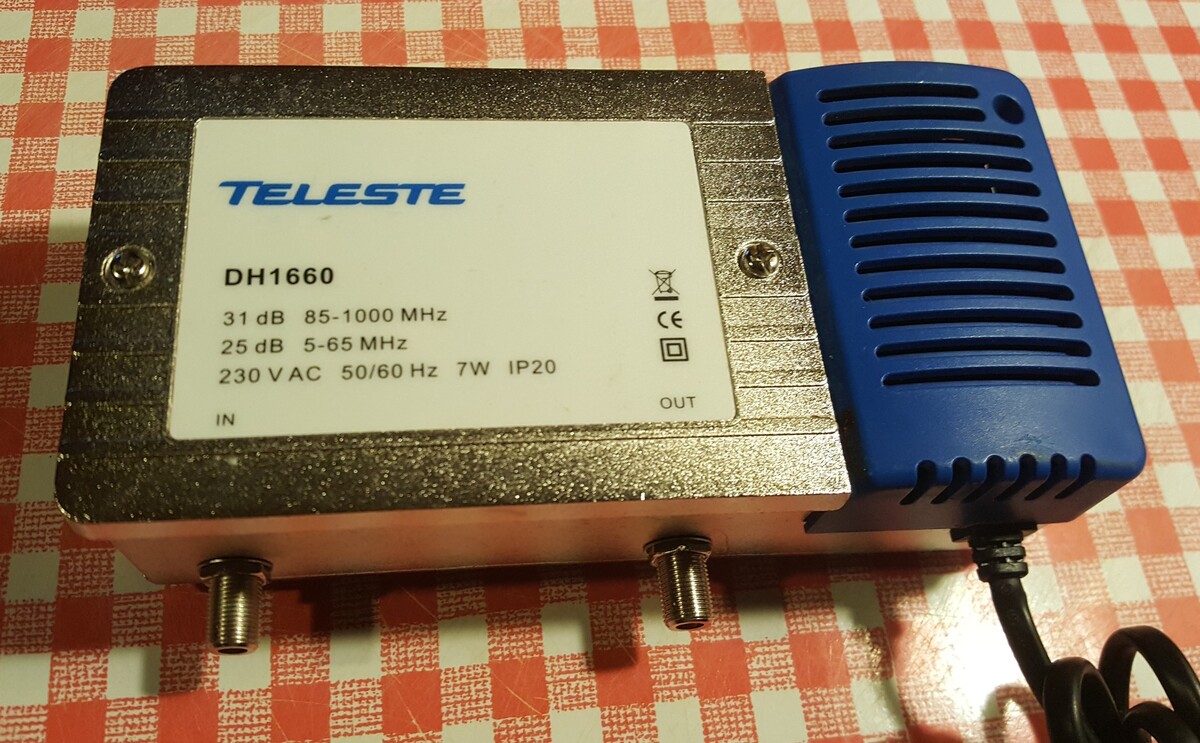 TELESTE
DH1660
31 dB 85-1000 MHz
25 dB 5-65 MHz
230 V AC 50/60 Hz 7W IP20
IN
OUT
CE